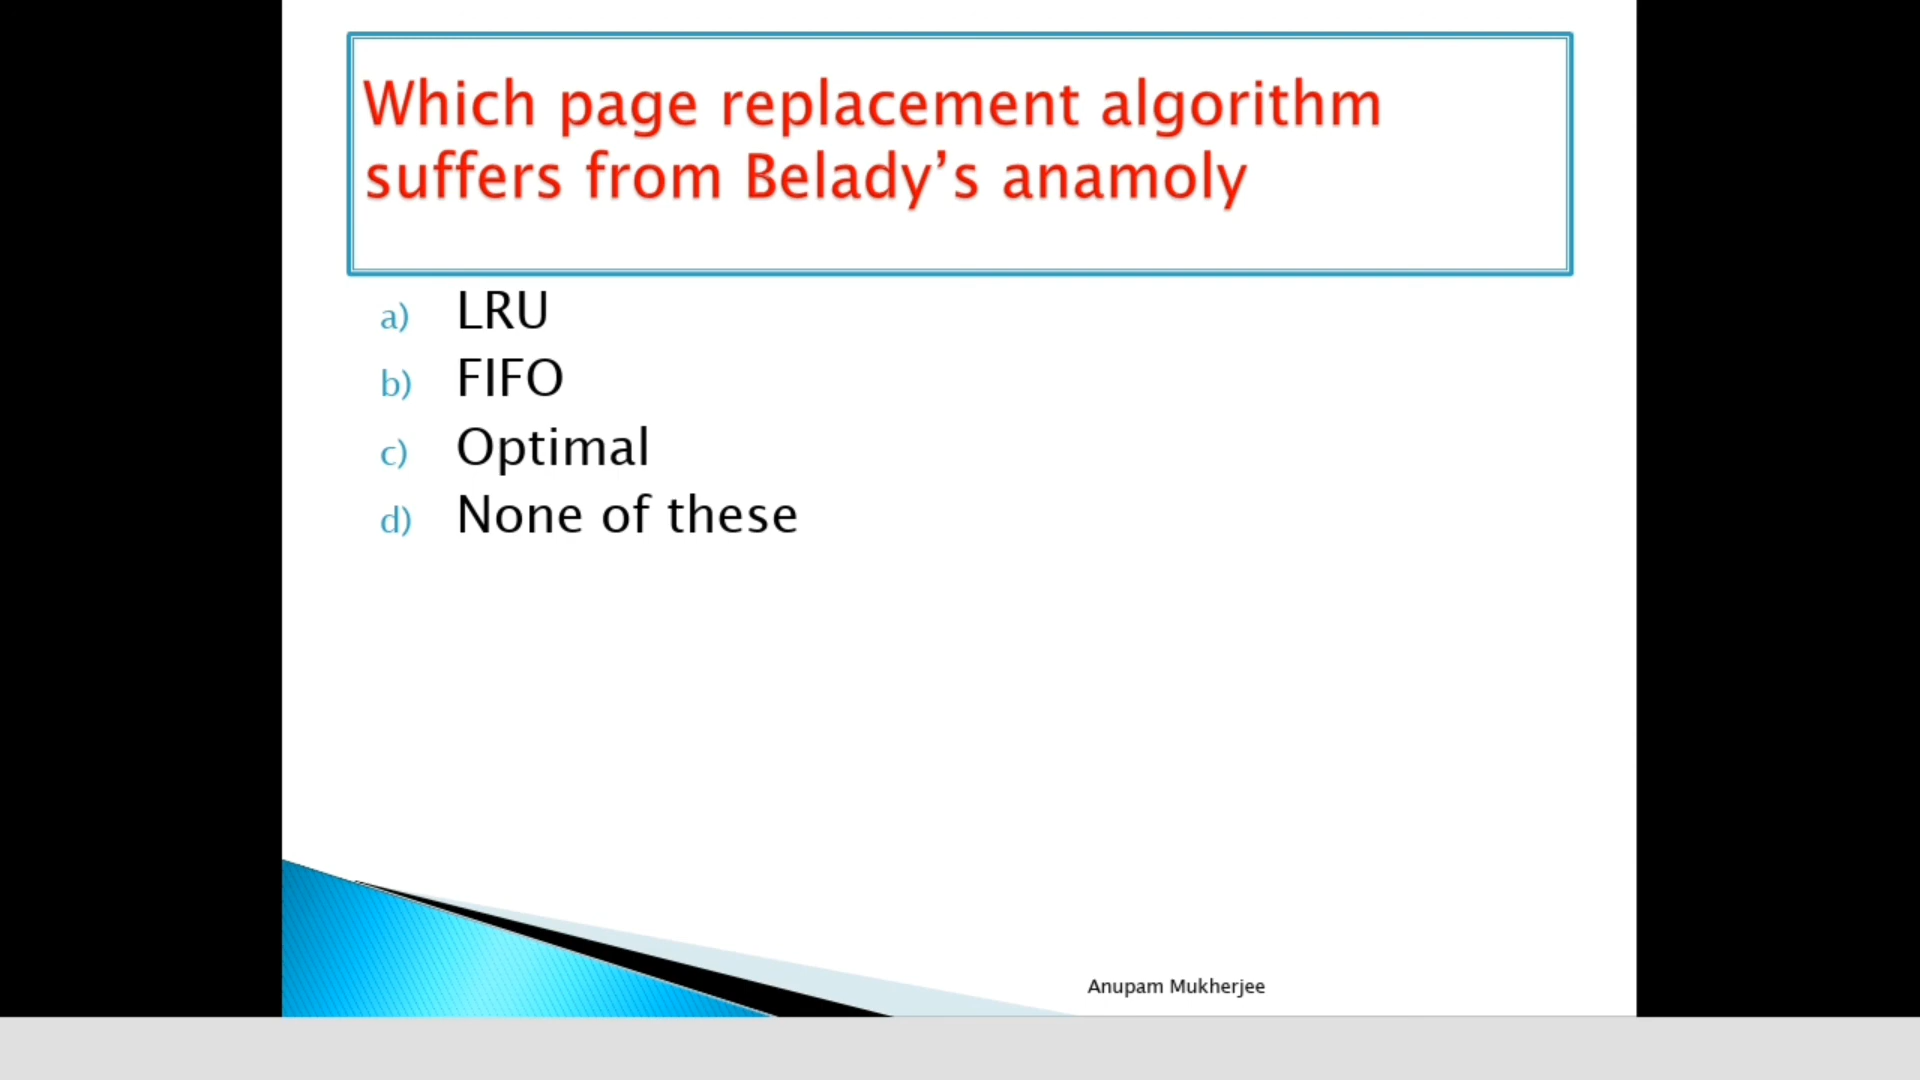 Which page replacement algorithm
suffers from Belady’s anamoly
a) LRU
b) FIFO
c) Optimal
d) None of these
Anupam Mukherjee